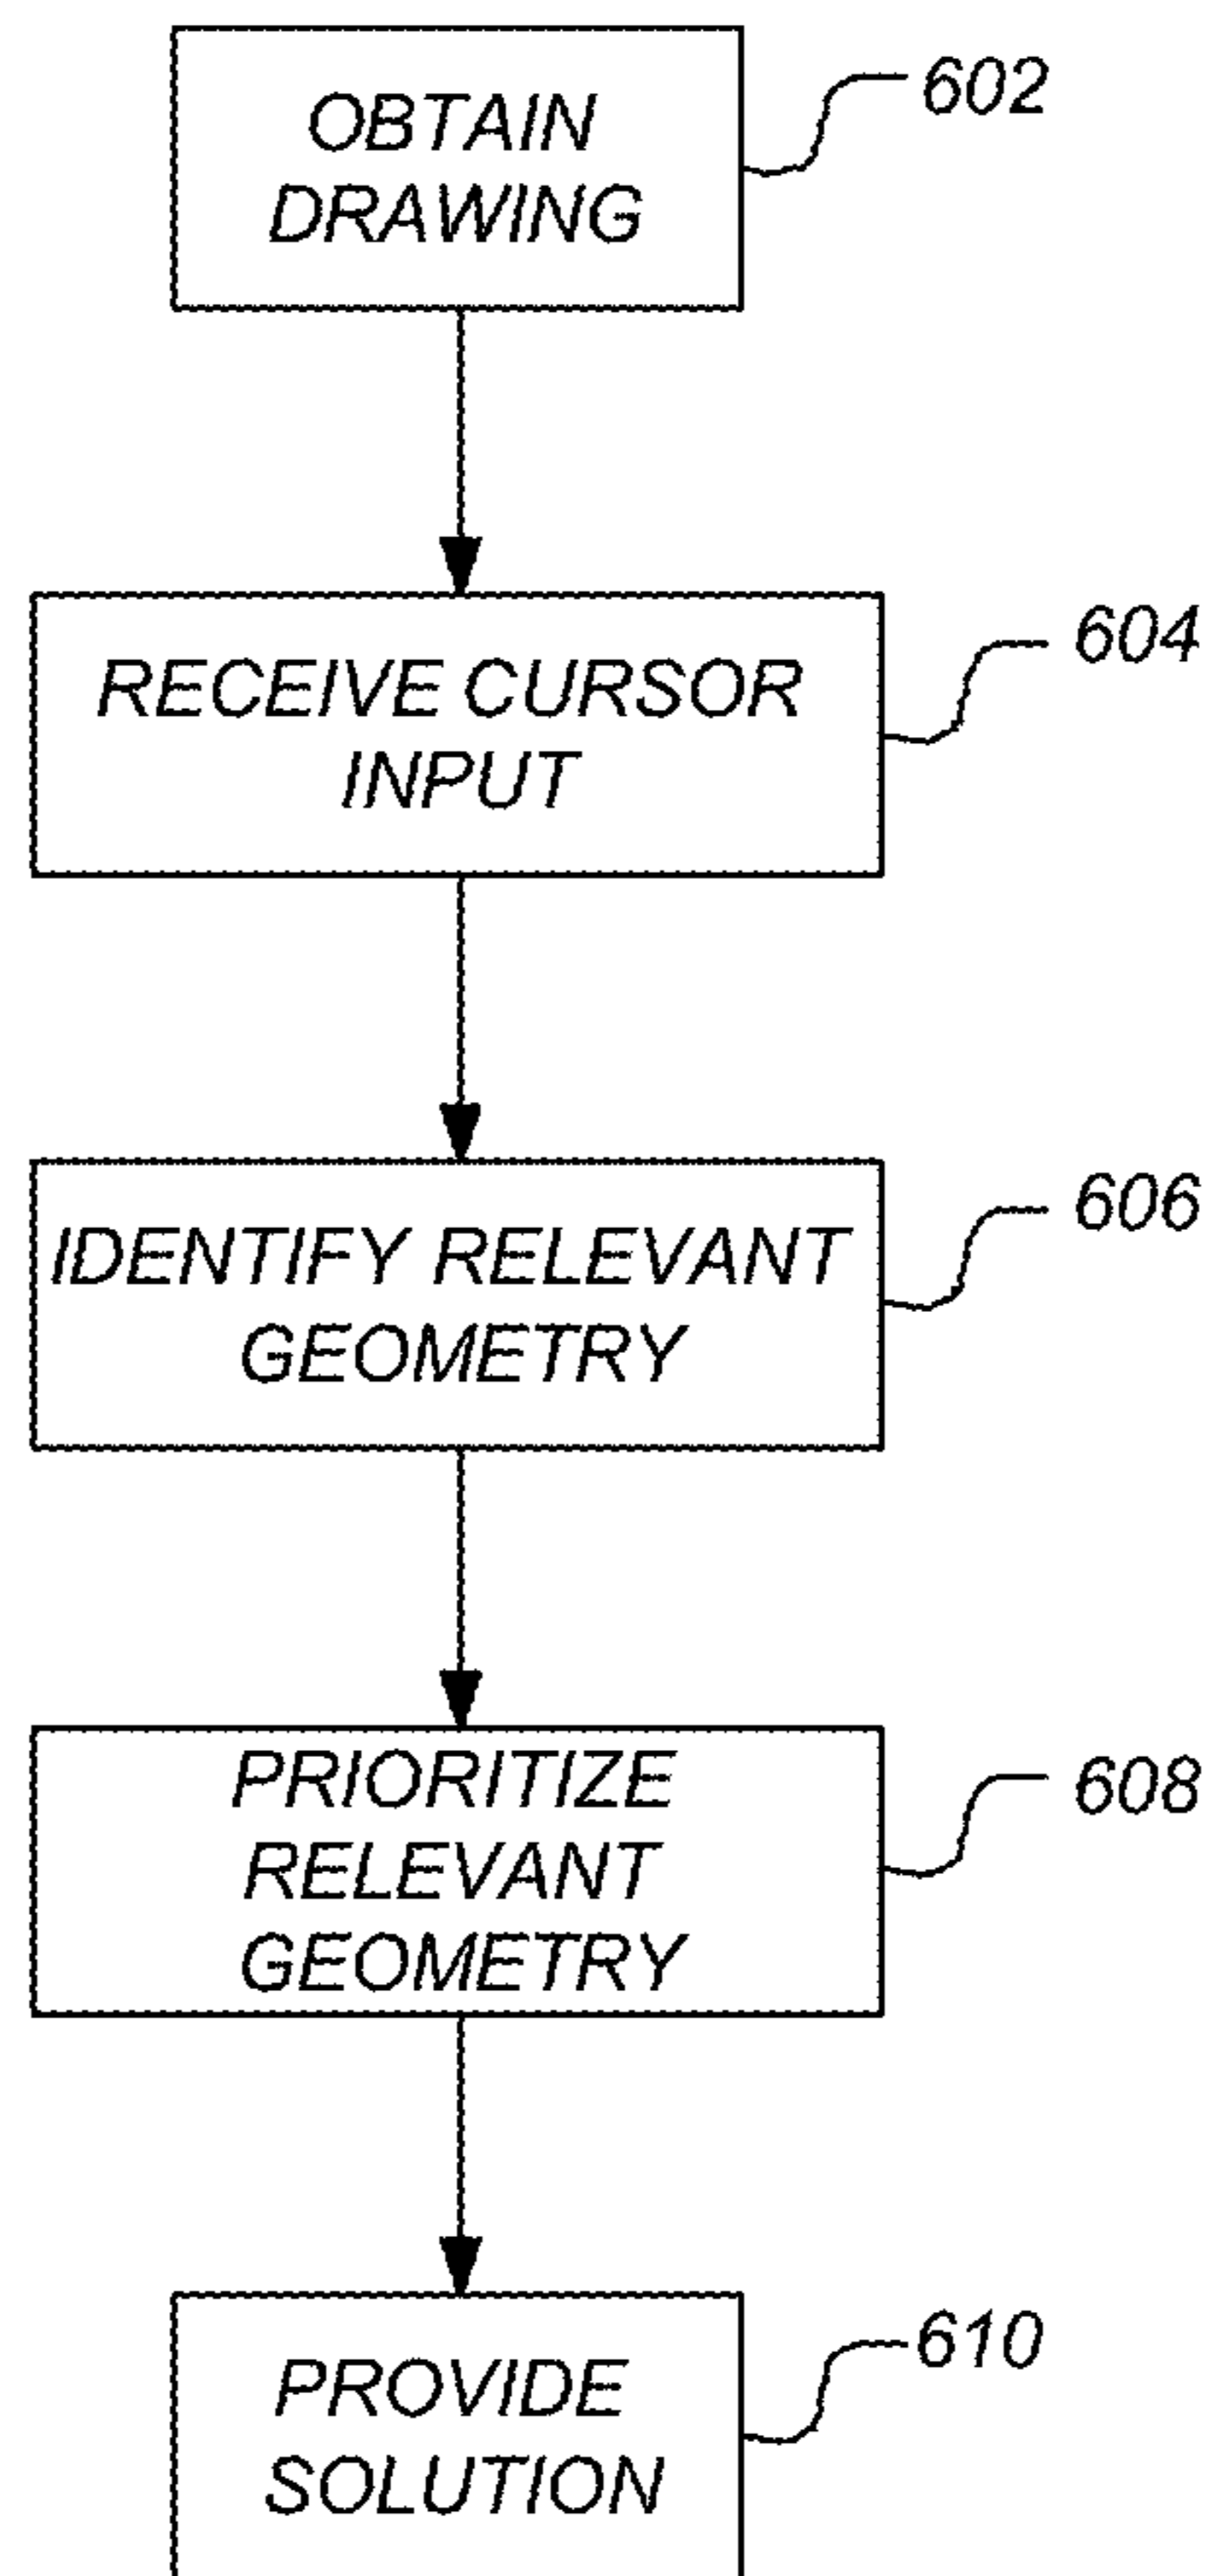 OBTAIN
DRAWING
602
RECEIVE CURSOR
INPUT
604
IDENTIFY RELEVANT
GEOMETRY
606
PRIORITIZE
RELEVANT
GEOMETRY
608
PROVIDE
SOLUTION
610